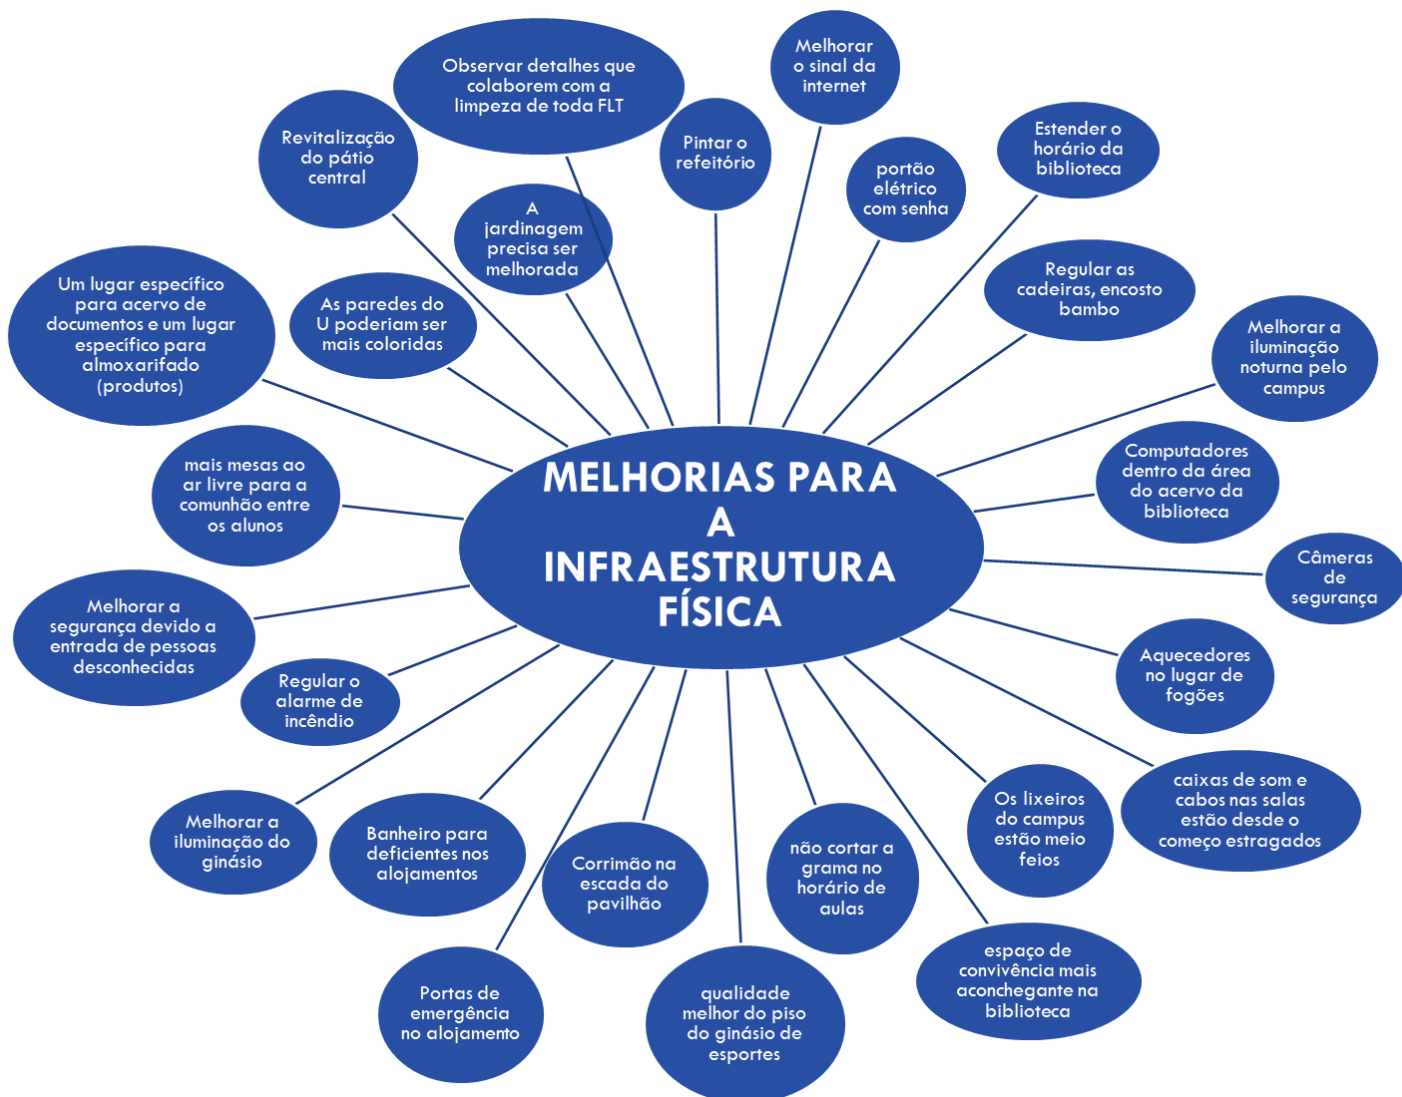 Observar detalhes que
colaborem com a
limpeza de toda FLT
Melhorar
o sinal da
internet
Revitalização
do pátio
central
Pintar o
refeitório
Estender o
horário da
biblioteca
portão
elétrico
com senha
A
jardinagem
precisa ser
melhorada
Um lugar específico
para acervo de
documentos e um lugar
específico para
almoxarifado
(produtos)
As paredes do
U poderiam ser
mais coloridas
Regular as
cadeiras, encosto
bambo
Melhorar a
iluminação
noturna pelo
campus
mais mesas ao
ar livre para a
comunhão entre
os alunos
MELHORIAS PARA
A
INFRAESTRUTURA
FÍSICA
Computadores
dentro da área
do acervo da
biblioteca
Câmeras
de
segurança
Melhorar a
segurança devido a
entrada de pessoas
desconhecidas
Aquecedores
no lugar de
fogões
Regular o
alarme de
incêndio
caixas de som e
cabos nas salas
estão desde o
começo estragados
Os lixeiros
do campus
estão meio
feios
Melhorar a
iluminação do
ginásio
Banheiro para
deficientes nos
alojamentos
Corrimão na
escada do
pavilhão
não cortar a
grama no
horário de
aulas
espaço de
convivência mais
aconchegante na
biblioteca
Portas de
emergência
no alojamento
qualidade
melhor do piso
do ginásio de
esportes